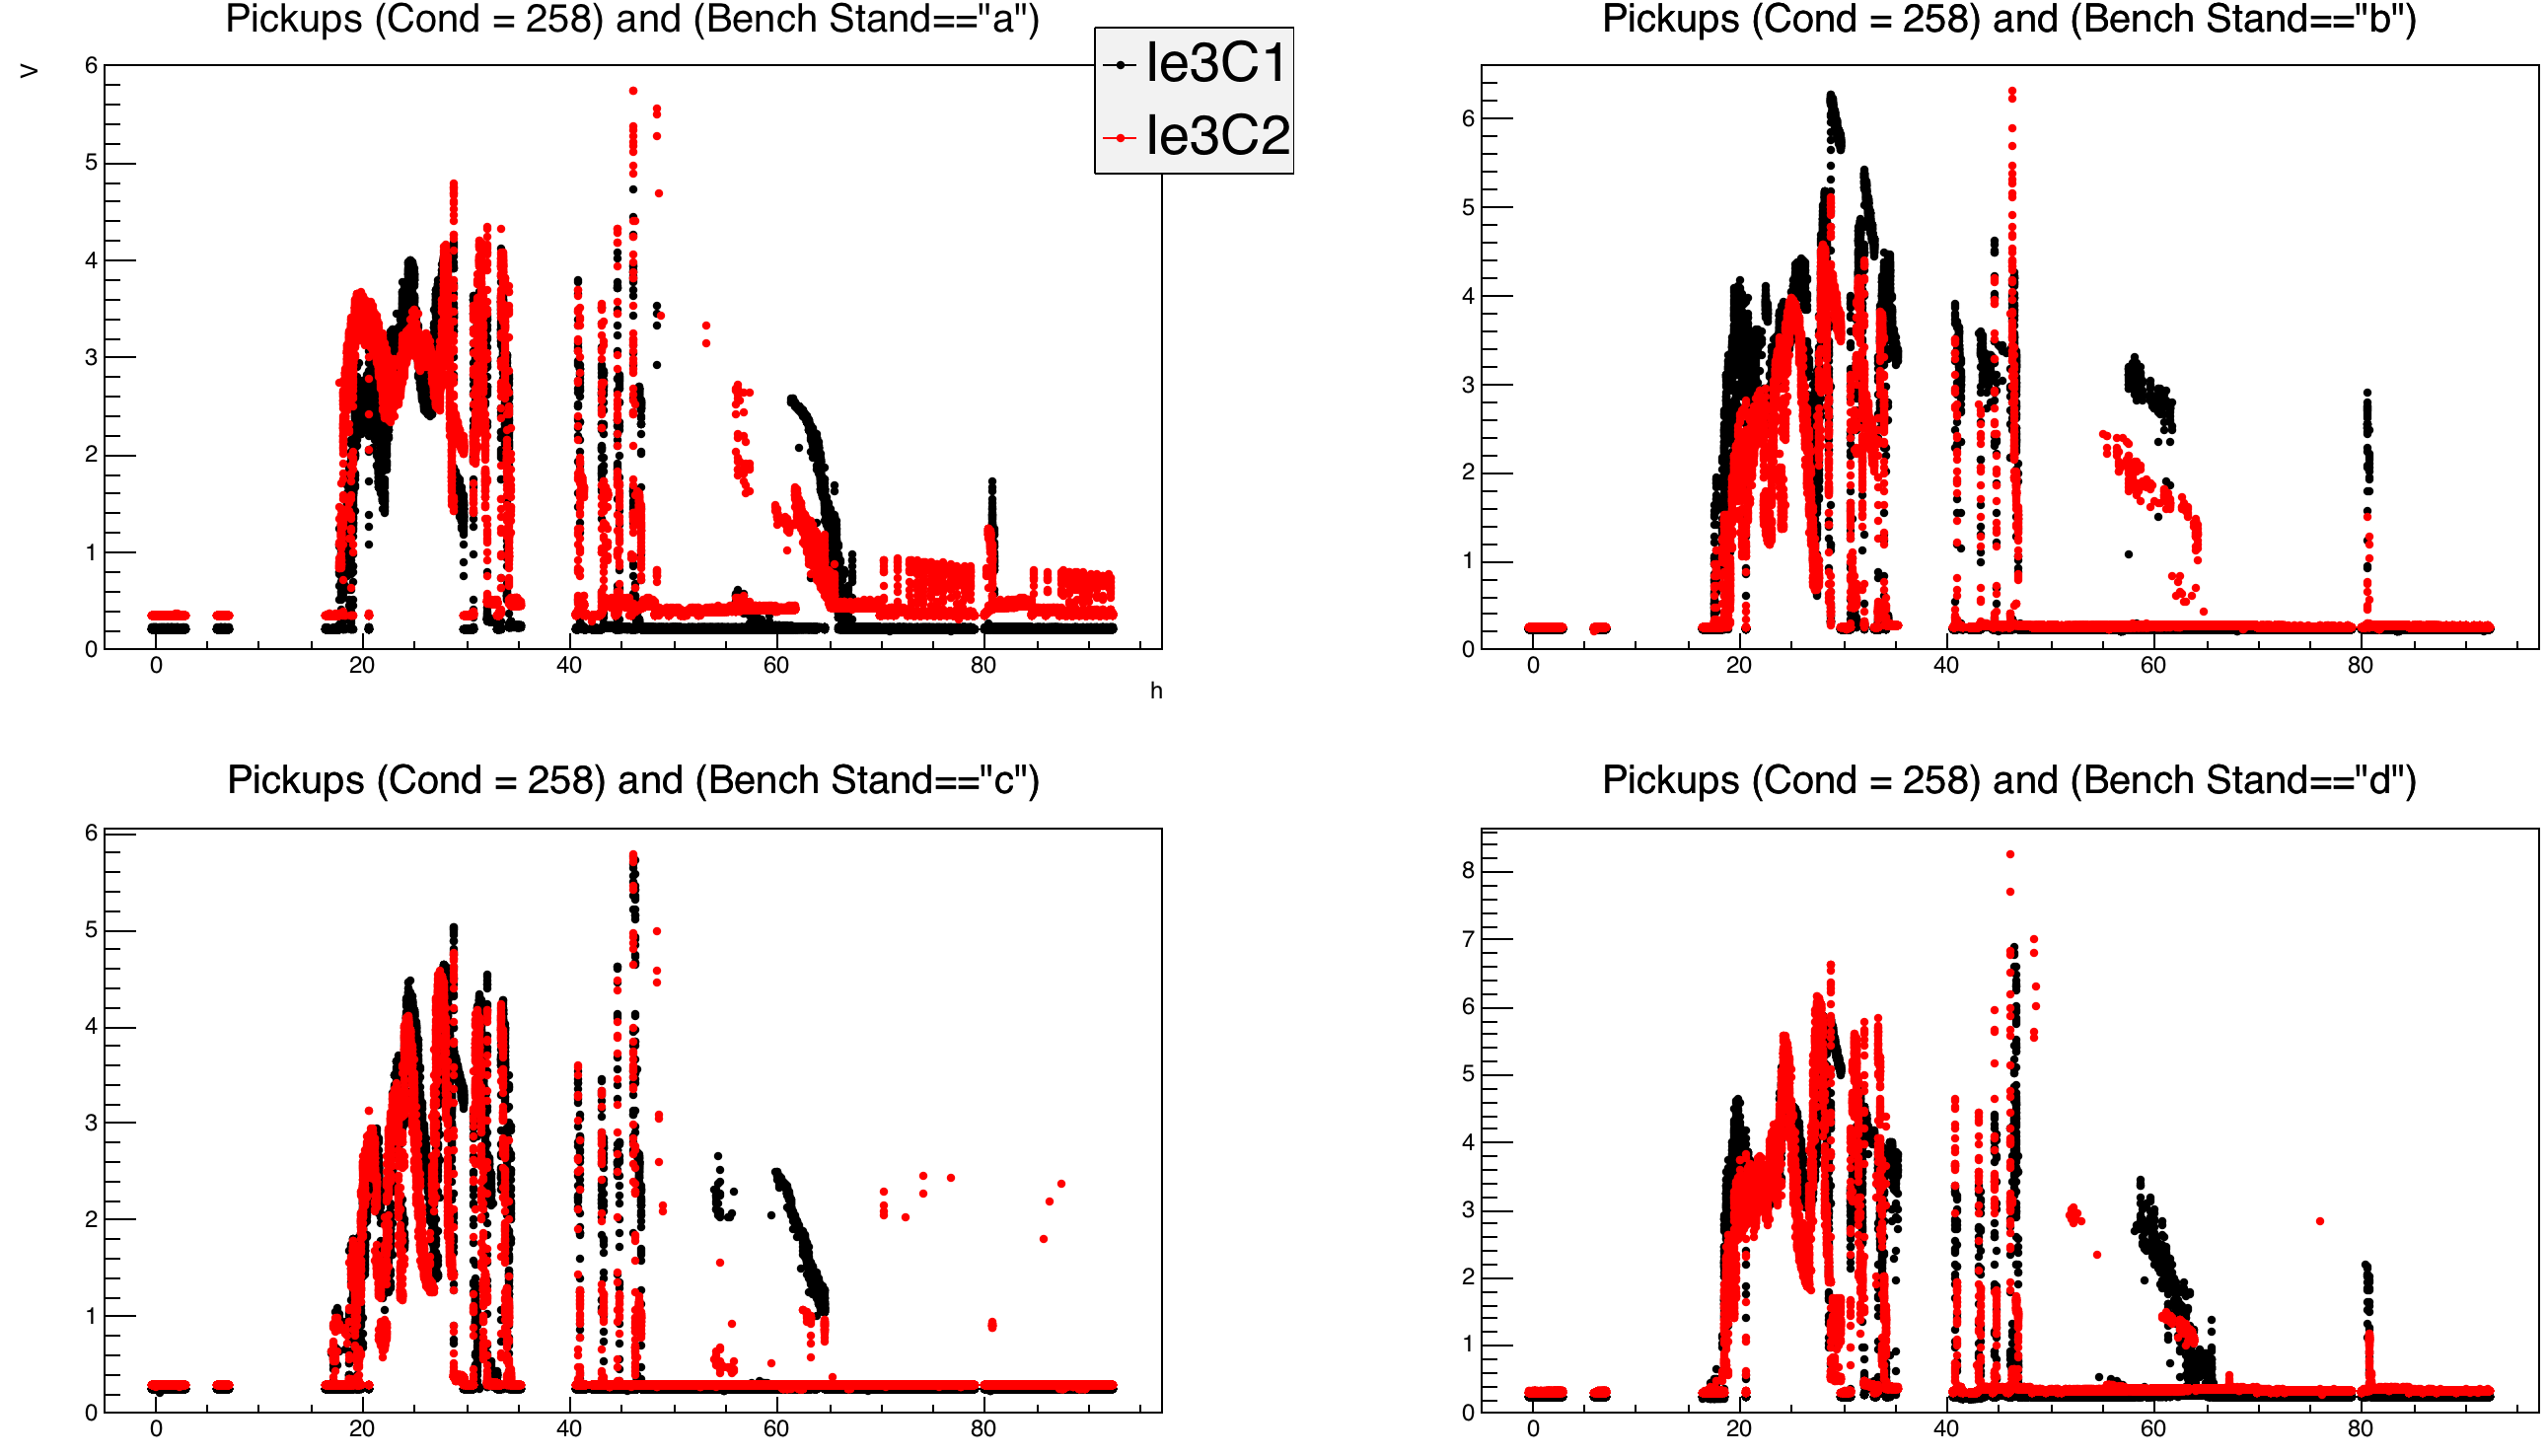 Pickups (Cond = 258) and (Bench Stand=="a")
V
6
5
4
3
2
1
0
0 20 40 60 80
h
Ie3C1
Ie3C2
Pickups (Cond = 258) and (Bench Stand=="b")
6
5
4
3
2
1
0
0 20 40 60 80
Pickups (Cond = 258) and (Bench Stand=="c")
6
5
4
3
2
1
0
0 20 40 60 80
Pickups (Cond = 258) and (Bench Stand=="d")
8
7
6
5
4
3
2
1
0
0 20 40 60 80